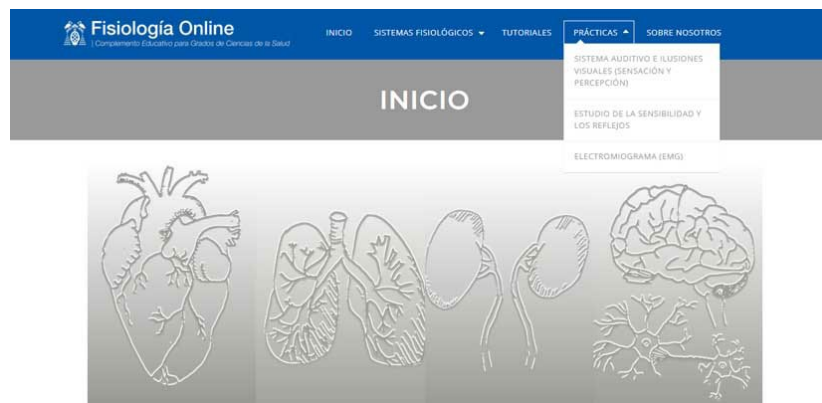 Fisiología Online
| Complemento Educativo para Grados de Ciencias de la Salud
INICIO SISTEMAS FISIOLÓGICOS TUTORIALES PRÁCTICAS SOBRE NOSOTROS
SISTEMA AUDITIVO E ILUSIONES
VISUALES (SENSACIÓN Y
PERCEPCIÓN)
ESTUDIO DE LA SENSIBILIDAD Y
LOS REFLEJOS
ELECTROMIOGRAMA (EMG)
INICIO